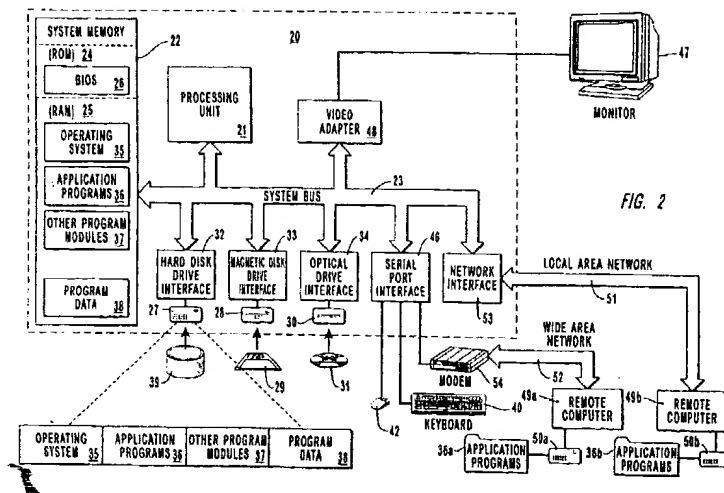 SYSTEM MEMORY
22
(ROM) 24
BIOS 26
(RAM) 25
OPERATING SYSTEM 35
APPLICATION PROGRAMS 36
OTHER PROGRAM MODULES 37
PROGRAM DATA 38
20
PROCESSING UNIT 21
VIDEO ADAPTER 48
47
MONITOR
23
SYSTEM BUS
FIG. 2
32
HARD DISK DRIVE INTERFACE
33
MAGNETIC DISK DRIVE INTERFACE
34
OPTICAL DRIVE INTERFACE
46
SERIAL PORT INTERFACE
NETWORK INTERFACE
53
LOCAL AREA NETWORK
51
27
28
30
WIDE AREA NETWORK
52
MODEM
54
39
29
31
42
KEYBOARD
40
49a
REMOTE COMPUTER
49b
REMOTE COMPUTER
36a
APPLICATION PROGRAMS
50a
36b
APPLICATION PROGRAMS
50b
OPERATING SYSTEM 35
APPLICATION PROGRAMS 36
OTHER PROGRAM MODULES 37
PROGRAM DATA 38